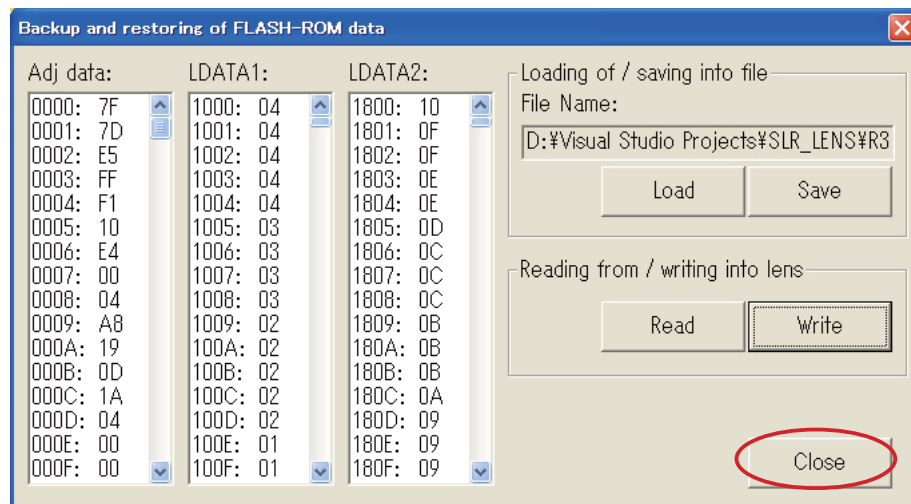 Backup and restoring of FLASH-ROM data
Adj data:
0000: 7F
0001: 7D
0002: E5
0003: FF
0004: F1
0005: 10
0006: E4
0007: 00
0008: 04
0009: A8
000A: 19
000B: 0D
000C: 1A
000D: 04
000E: 00
000F: 00
LDATA1:
1000: 04
1001: 04
1002: 04
1003: 04
1004: 04
1005: 03
1006: 03
1007: 03
1008: 03
1009: 02
100A: 02
100B: 02
100C: 02
100D: 02
100E: 01
100F: 01
LDATA2:
1800: 10
1801: 0F
1802: 0F
1803: 0E
1804: 0E
1805: 0D
1806: 0C
1807: 0C
1808: 0C
1809: 0B
180A: 0B
180B: 0B
180C: 0A
180D: 09
180E: 09
180F: 09
Loading of / saving into file
File Name:
D:¥Visual Studio Projects¥SLR_LENS¥R3
Load
Save
Reading from / writing into lens
Read
Write
Close